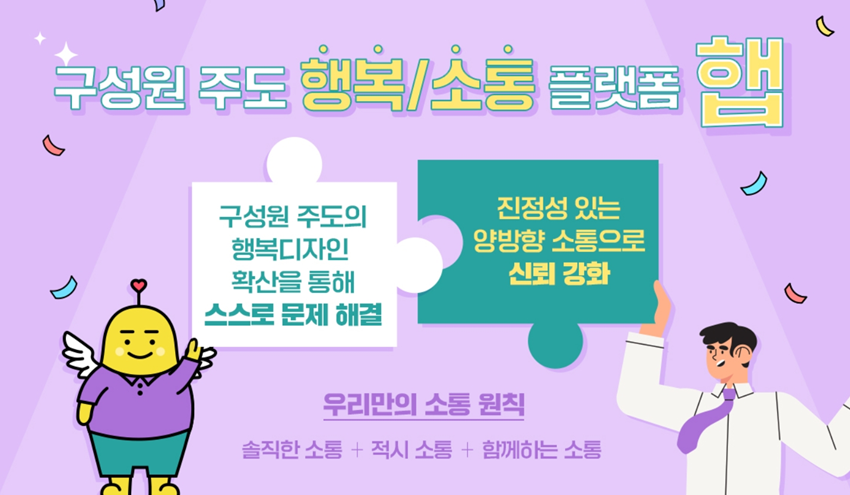 구성원 주도 행복/소통 플랫폼 햅
구성원 주도의
행복디자인
확산을 통해
스스로 문제 해결
진정성 있는
양방향 소통으로
신뢰 강화
우리만의 소통 원칙
솔직한 소통 + 적시 소통 + 함께하는 소통